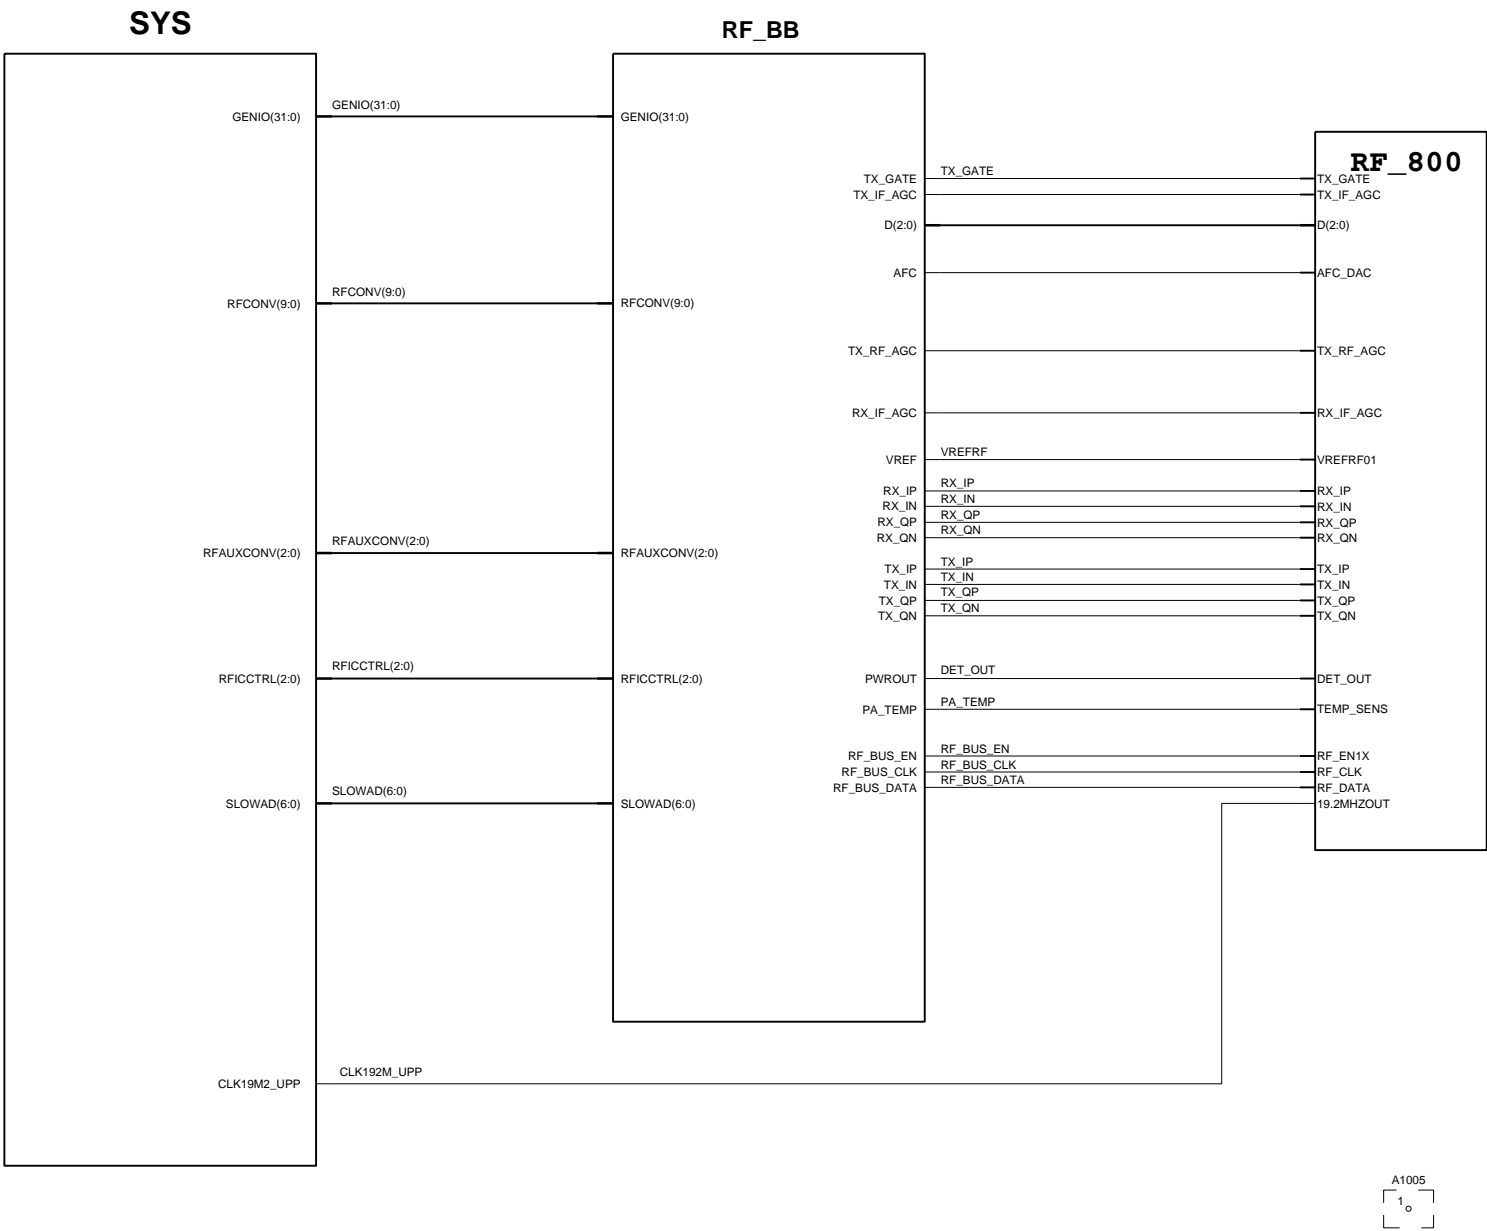 SYS
RF_BB
RF_800
GENIO(31:0) GENIO(31:0) GENIO(31:0)
TX_GATE TX_GATE TX_GATE
TX_IF_AGC TX_IF_AGC
D(2:0) D(2:0)
AFC AFC_DAC
RFCONV(9:0) RFCONV(9:0) RFCONV(9:0)
TX_RF_AGC TX_RF_AGC
RX_IF_AGC RX_IF_AGC
VREF VREFRF VREFRF01
RX_IP RX_IP RX_IP
RX_IN RX_IN RX_IN
RX_QP RX_QP RX_QP
RX_QN RX_QN RX_QN
RFAUXCONV(2:0) RFAUXCONV(2:0) RFAUXCONV(2:0)
TX_IP TX_IP TX_IP
TX_IN TX_IN TX_IN
TX_QP TX_QP TX_QP
TX_QN TX_QN TX_QN
RFICCTRL(2:0) RFICCTRL(2:0) RFICCTRL(2:0)
PWROUT DET_OUT DET_OUT
PA_TEMP PA_TEMP TEMP_SENS
RF_BUS_EN RF_BUS_EN RF_EN1X
RF_BUS_CLK RF_BUS_CLK RF_CLK
RF_BUS_DATA RF_BUS_DATA RF_DATA
SLOWAD(6:0) SLOWAD(6:0) SLOWAD(6:0)
19.2MHZOUT
CLK19M2_UPP CLK192M_UPP
A1005
1